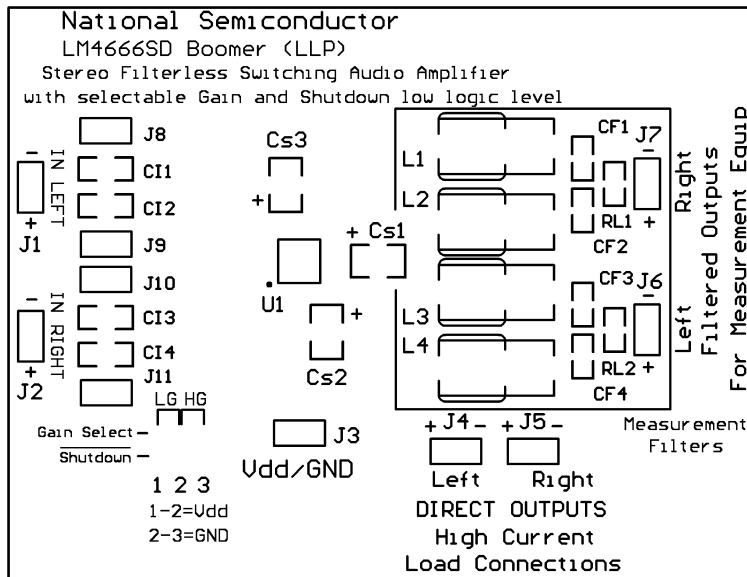 National Semiconductor
LM4666SD Boomer (LLP)
Stereo Filterless Switching Audio Amplifier
with selectable Gain and Shutdown low logic level
J8
CI1
CI2
IN LEFT
-
+
J1
J9
J10
CI3
CI4
IN RIGHT
-
+
J2
J11
LG HG
Gain Select -
Shutdown -
1 2 3
1-2=Vdd
2-3=GND
Cs3
+
+ Cs1
U1
+
Cs2
J3
Vdd/GND
L1
L2
L3
L4
CF1
J7
-
RL1
+
CF2
CF3
J6
-
RL2
+
CF4
Right
Left
Filtered Outputs
For Measurement Equip
Measurement
Filters
+ J4 -
+ J5 -
Left
Right
DIRECT OUTPUTS
High Current
Load Connections